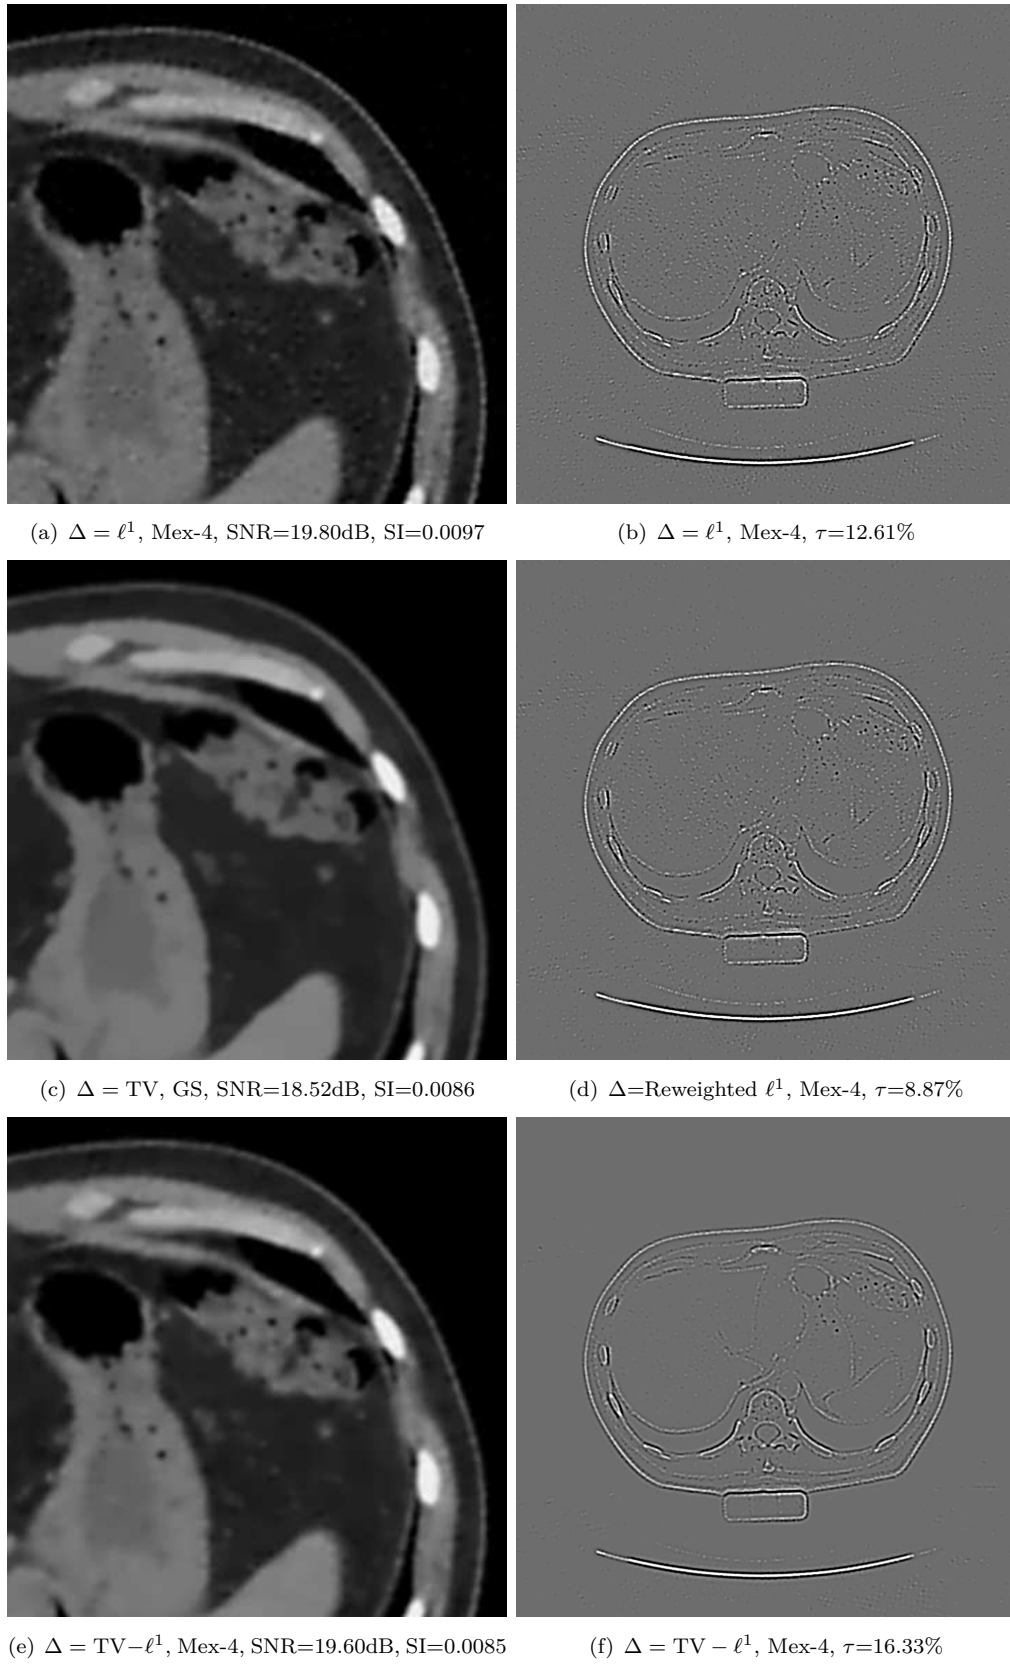 (a) Δ = ℓ¹, Mex-4, SNR=19.80dB, SI=0.0097
(b) Δ = ℓ¹, Mex-4, τ=12.61%
(c) Δ = TV, GS, SNR=18.52dB, SI=0.0086
(d) Δ=Reweighted ℓ¹, Mex-4, τ=8.87%
(e) Δ = TV−ℓ¹, Mex-4, SNR=19.60dB, SI=0.0085
(f) Δ = TV − ℓ¹, Mex-4, τ=16.33%